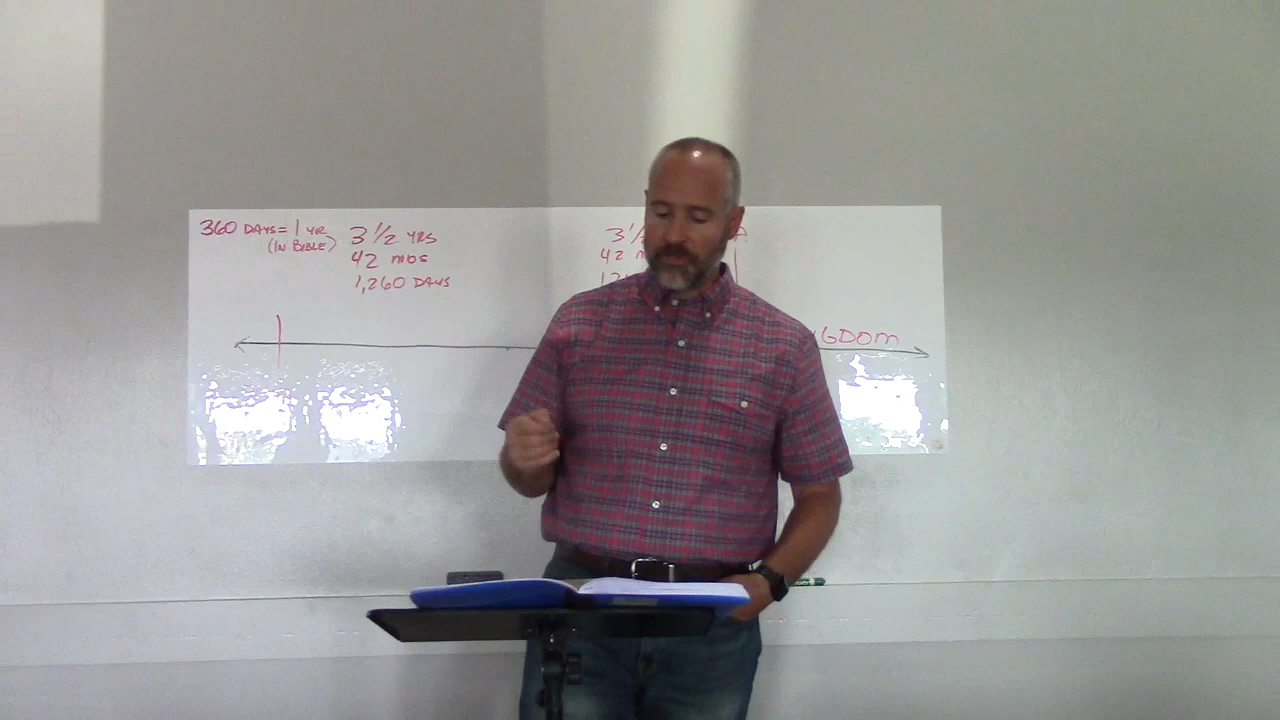 360 DAYS = 1 YR
(IN BIBLE)
3 1/2 YRS
42 MOS
1,260 DAYS
3 1/
42 M
12
GDOM